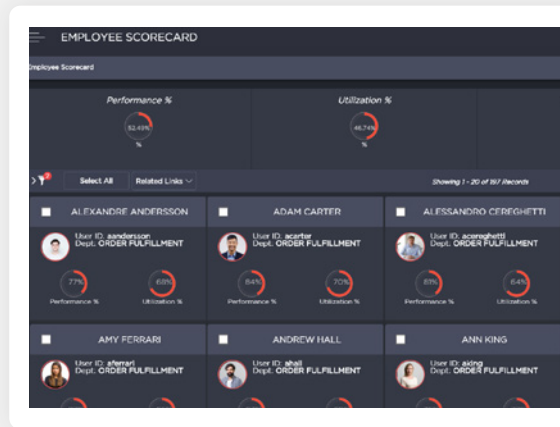 EMPLOYEE SCORECARD
Employee Scorecard
Performance %
Utilization %
52.43%
46.74%
%
%
2
Select All
Related Links
Showing 1 - 20 of 197 Records
ALEXANDRE ANDERSSON
ADAM CARTER
ALESSANDRO CEREGHETTI
User ID: aandersson
Dept: ORDER FULFILLMENT
User ID: acarter
Dept: ORDER FULFILLMENT
User ID: acereghetti
Dept: ORDER FULFILLMENT
77%
68%
84%
70%
81%
64%
Performance %
Utilization %
Performance %
Utilization %
Performance %
Utilization %
AMY FERRARI
ANDREW HALL
ANN KING
User ID: aferrari
Dept: ORDER FULFILLMENT
User ID: ahall
Dept: ORDER FULFILLMENT
User ID: aking
Dept: ORDER FULFILLMENT